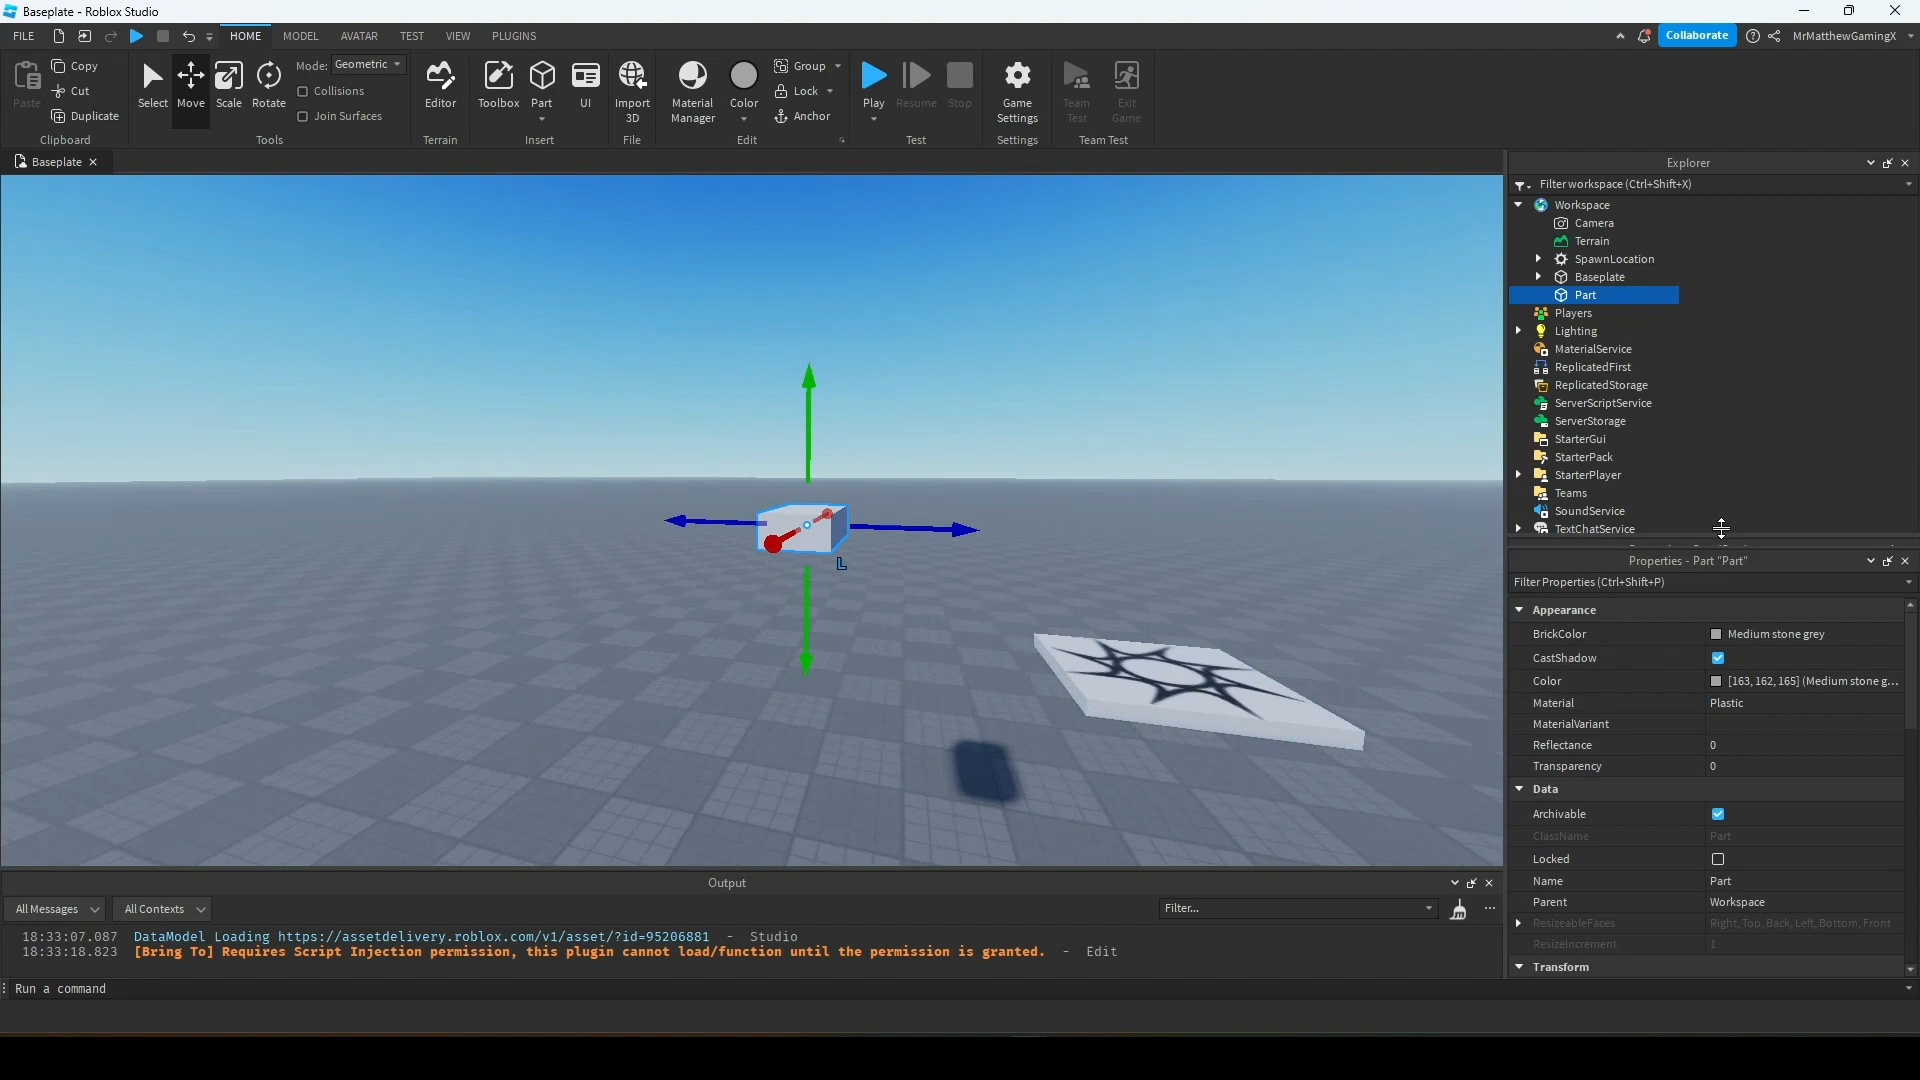 Baseplate - Roblox Studio
FILE HOME MODEL AVATAR TEST VIEW PLUGINS Collaborate MrMatthewGamingX
Paste Copy Cut Duplicate
Clipboard
Select Move Scale Rotate Mode: Geometric
Collisions
Join Surfaces
Tools
Editor
Terrain
Toolbox Part UI
Insert
Import 3D
File
Material Manager Color Group Lock Anchor
Edit
Play Resume Stop
Test
Game Settings
Settings
Team Test Exit Game
Team Test
Baseplate
L
Explorer
Filter workspace (Ctrl+Shift+X)
Workspace
Camera
Terrain
SpawnLocation
Baseplate
Part
Players
Lighting
MaterialService
ReplicatedFirst
ReplicatedStorage
ServerScriptService
ServerStorage
StarterGui
StarterPack
StarterPlayer
Teams
SoundService
TextChatService
Properties - Part "Part"
Filter Properties (Ctrl+Shift+P)
Appearance
BrickColor Medium stone grey
CastShadow
Color [163, 162, 165] (Medium stone g...
Material Plastic
MaterialVariant
Reflectance 0
Transparency 0
Data
Archivable
ClassName Part
Locked
Name Part
Parent Workspace
ResizeableFaces Right, Top, Back, Left, Bottom, Front
ResizeIncrement 1
Transform
Output
All Messages All Contexts Filter...
18:33:07.087 DataModel Loading https://assetdelivery.roblox.com/v1/asset/?id=95206881 - Studio
18:33:18.823 [Bring To] Requires Script Injection permission, this plugin cannot load/function until the permission is granted. - Edit
Run a command